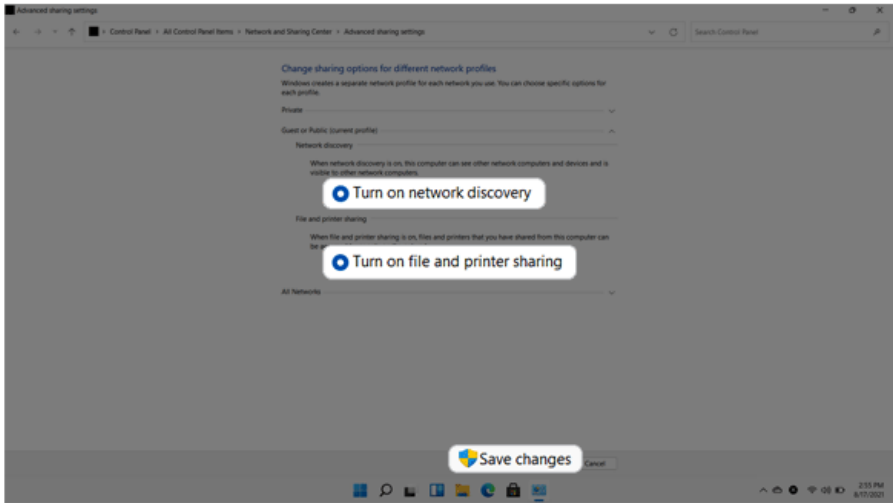 Advanced sharing settings
Control Panel > All Control Panel Items > Network and Sharing Center > Advanced sharing settings
Search Control Panel
Change sharing options for different network profiles
Windows creates a separate network profile for each network you use. You can choose specific options for
each profile.
Private
Guest or Public (current profile)
Network discovery
When network discovery is on, this computer can see other network computers and devices and is
visible to other network computers.
Turn on network discovery
File and printer sharing
When file and printer sharing is on, files and printers that you have shared from this computer can
be
Turn on file and printer sharing
All Networks
Save changes
Cancel
2:55 PM
6/17/2021